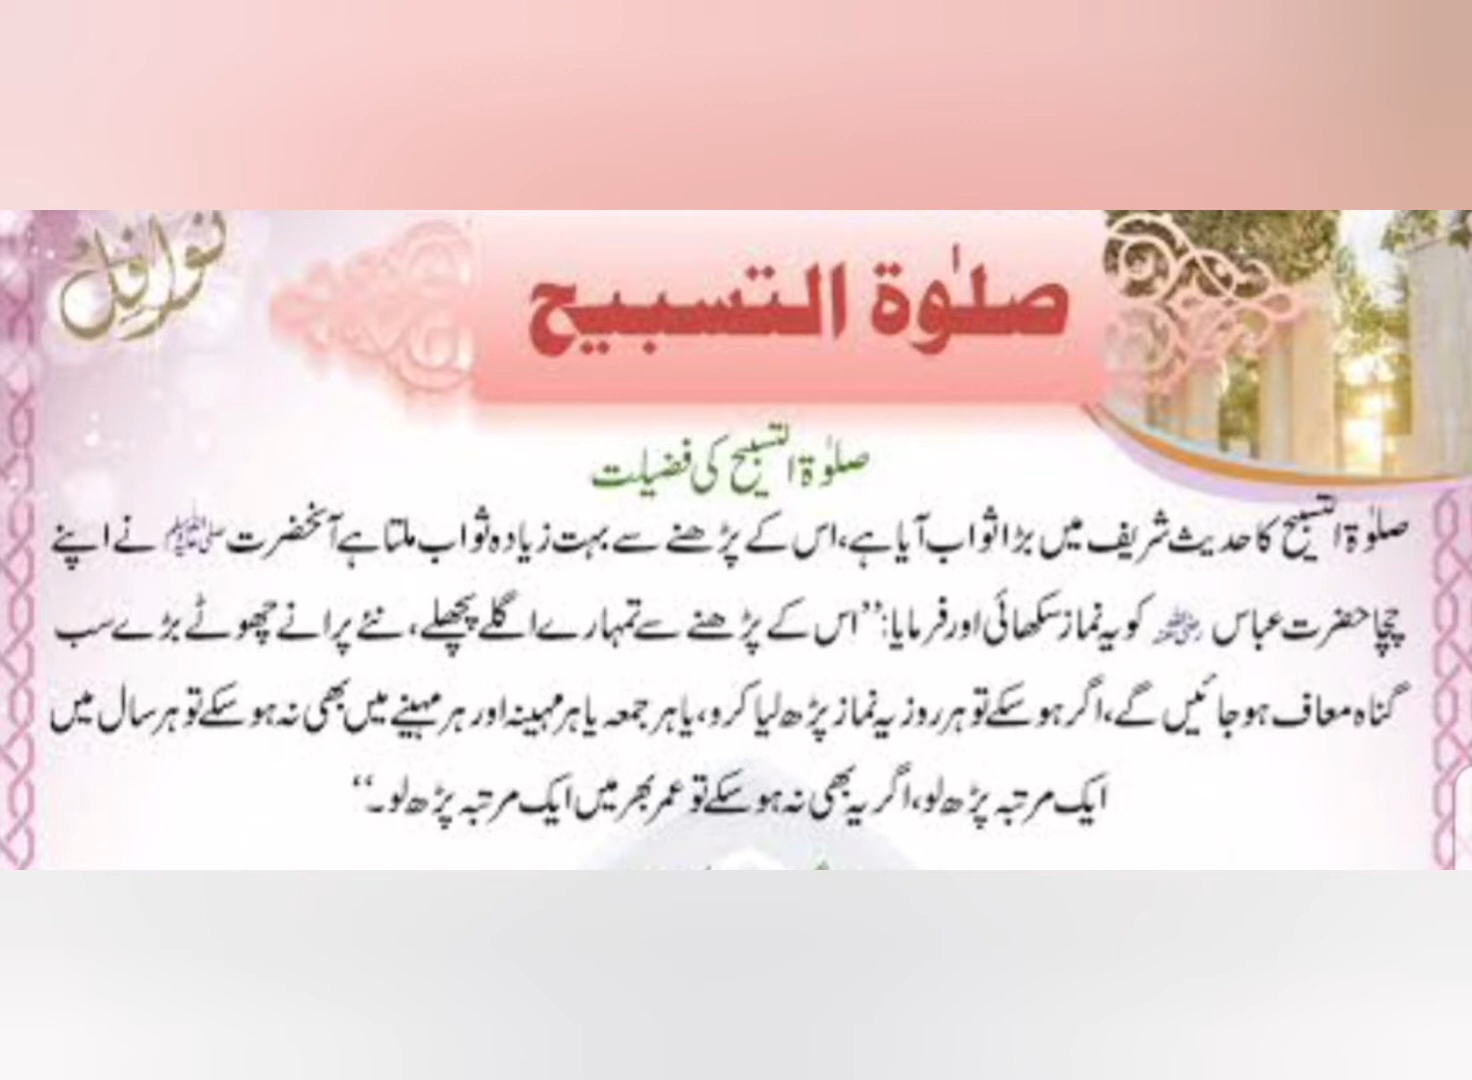 نوافل
صلوٰۃ التسبیح
صلوٰۃ التسبیح کی فضیلت
صلوٰۃ التسبیح کا حدیث شریف میں بڑا ثواب آیا ہے، اس کے پڑھنے سے بہت زیادہ ثواب ملتا ہے آنحضرت ﷺ نے اپنے
چچا حضرت عباس رضی اللہ عنہ کو یہ نماز سکھائی اور فرمایا: ’’اس کے پڑھنے سے تمہارے اگلے پچھلے، نئے پرانے چھوٹے بڑے سب
گناہ معاف ہو جائیں گے، اگر ہو سکے تو ہر روز یہ نماز پڑھ لیا کرو، یا ہر جمعہ یا ہر مہینہ اور ہر مہینے میں بھی نہ ہو سکے تو ہر سال میں
ایک مرتبہ پڑھ لو، اگر یہ بھی نہ ہو سکے تو عمر بھر میں ایک مرتبہ پڑھ لو۔‘‘